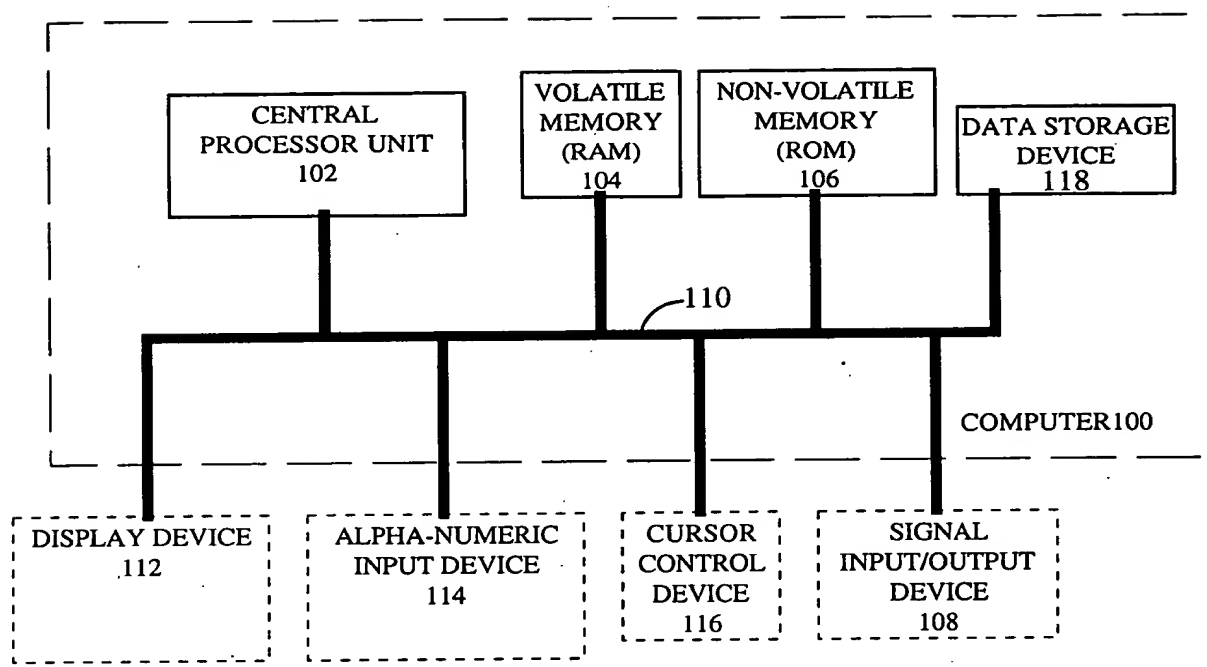 CENTRAL
PROCESSOR UNIT
102
VOLATILE
MEMORY
(RAM)
104
NON-VOLATILE
MEMORY
(ROM)
106
DATA STORAGE
DEVICE
118
110
COMPUTER100
DISPLAY DEVICE
112
ALPHA-NUMERIC
INPUT DEVICE
114
CURSOR
CONTROL
DEVICE
116
SIGNAL
INPUT/OUTPUT
DEVICE
108